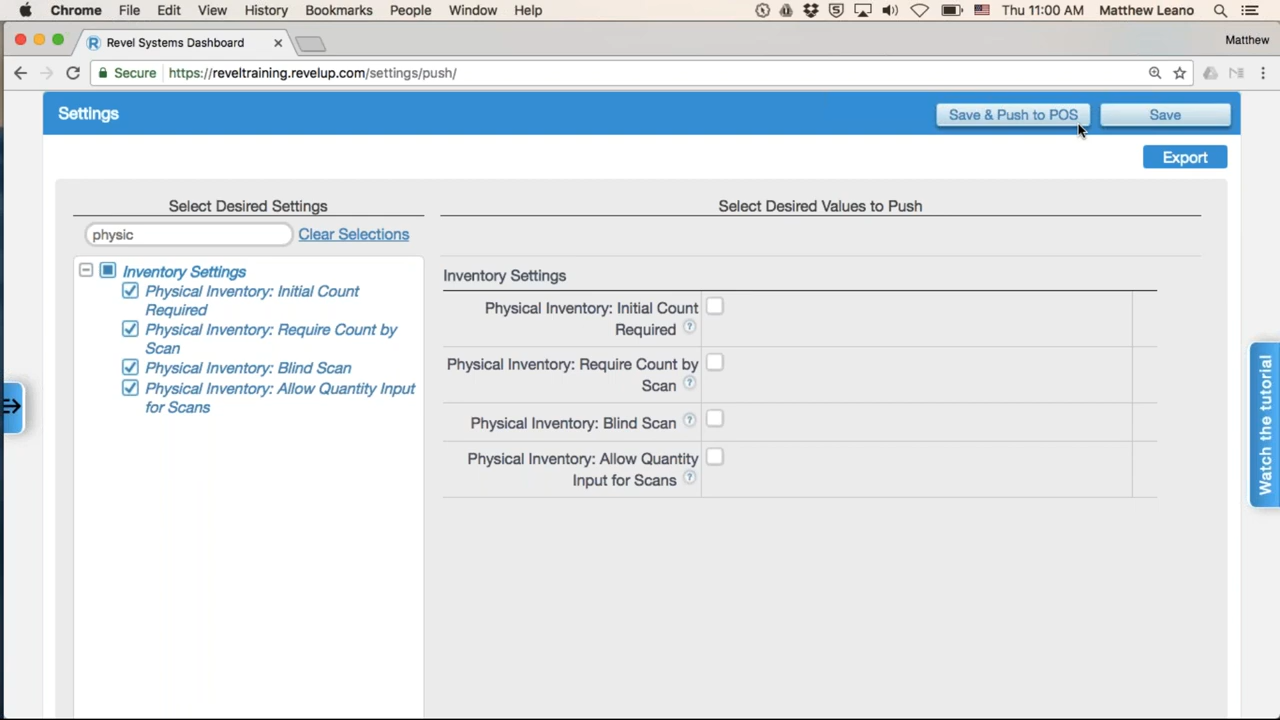 Chrome File Edit View History Bookmarks People Window Help Thu 11:00 AM Matthew Leano
Revel Systems Dashboard Matthew
Secure https://reveltraining.revelup.com/settings/push/
Settings Save & Push to POS Save
Export
Select Desired Settings Select Desired Values to Push
physic Clear Selections
Inventory Settings
Physical Inventory: Initial Count
Required
Physical Inventory: Require Count by
Scan
Physical Inventory: Blind Scan
Physical Inventory: Allow Quantity Input
for Scans
Inventory Settings
Physical Inventory: Initial Count
Required ?
Physical Inventory: Require Count by
Scan ?
Physical Inventory: Blind Scan ?
Physical Inventory: Allow Quantity
Input for Scans ?
Watch the tutorial